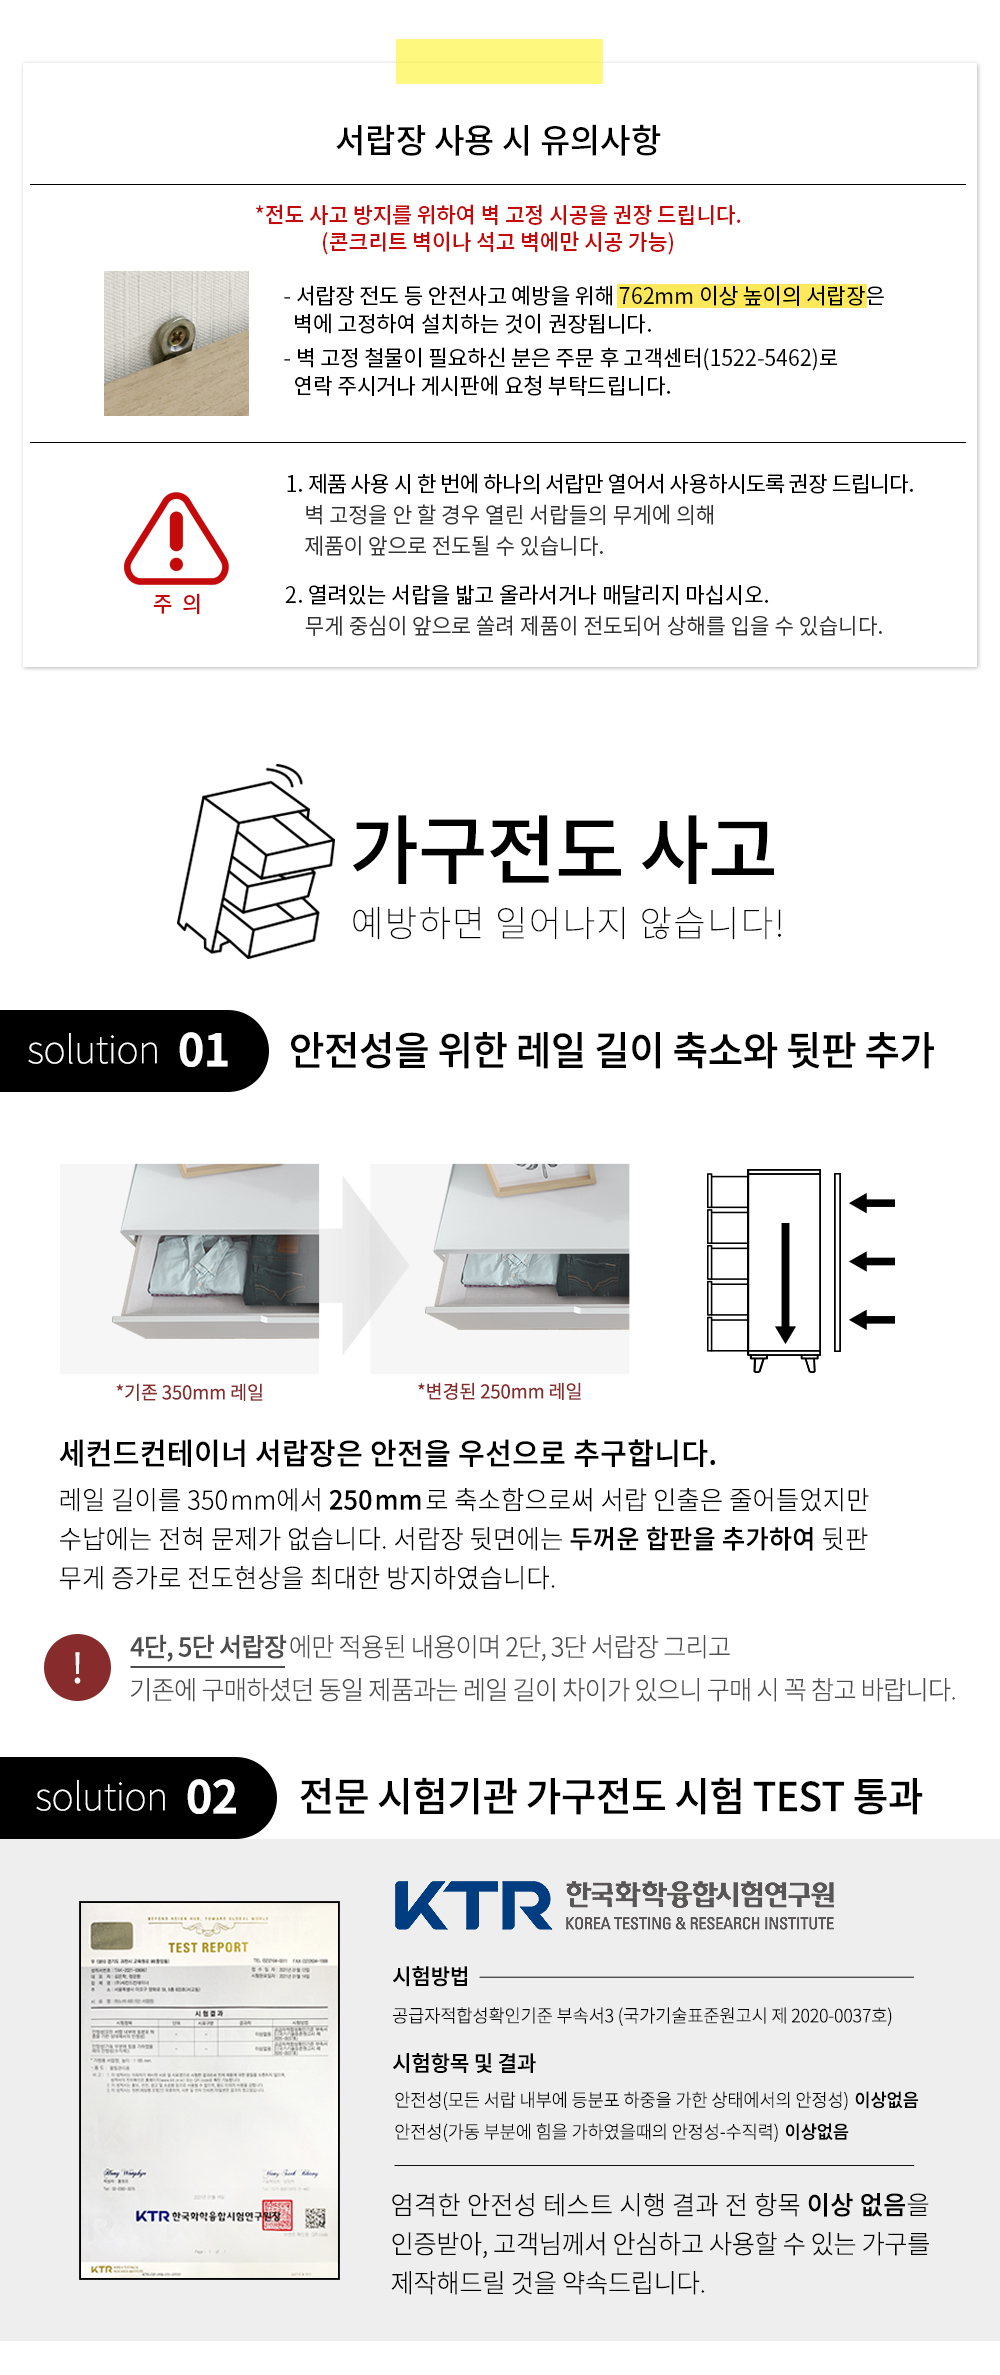 서랍장 사용 시 유의사항
*전도 사고 방지를 위하여 벽 고정 시공을 권장 드립니다.
(콘크리트 벽이나 석고 벽에만 시공 가능)
- 서랍장 전도 등 안전사고 예방을 위해 762mm 이상 높이의 서랍장은
벽에 고정하여 설치하는 것이 권장됩니다.
- 벽 고정 철물이 필요하신 분은 주문 후 고객센터(1522-5462)로
연락 주시거나 게시판에 요청 부탁드립니다.
주 의
1. 제품 사용 시 한 번에 하나의 서랍만 열어서 사용하시도록 권장 드립니다.
벽 고정을 안 할 경우 열린 서랍들의 무게에 의해
제품이 앞으로 전도될 수 있습니다.
2. 열려있는 서랍을 밟고 올라서거나 매달리지 마십시오.
무게 중심이 앞으로 쏠려 제품이 전도되어 상해를 입을 수 있습니다.
가구전도 사고
예방하면 일어나지 않습니다!
solution 01 안전성을 위한 레일 길이 축소와 뒷판 추가
*기존 350mm 레일
*변경된 250mm 레일
세컨드컨테이너 서랍장은 안전을 우선으로 추구합니다.
레일 길이를 350mm에서 250mm로 축소함으로써 서랍 인출은 줄어들었지만
수납에는 전혀 문제가 없습니다. 서랍장 뒷면에는 두꺼운 합판을 추가하여 뒷판
무게 증가로 전도현상을 최대한 방지하였습니다.
!
4단, 5단 서랍장에만 적용된 내용이며 2단, 3단 서랍장 그리고
기존에 구매하셨던 동일 제품과는 레일 길이 차이가 있으니 구매 시 꼭 참고 바랍니다.
solution 02 전문 시험기관 가구전도 시험 TEST 통과
BEYOND ASIAN HUB, TOWARD GLOBAL WORLD
TEST REPORT
시험결과
KTR 한국화학융합시험연구원장
KTR
KTR 한국화학융합시험연구원
KOREA TESTING & RESEARCH INSTITUTE
시험방법
공급자적합성확인기준 부속서3 (국가기술표준원고시 제 2020-0037호)
시험항목 및 결과
안전성(모든 서랍 내부에 등분포 하중을 가한 상태에서의 안정성) 이상없음
안전성(가동 부분에 힘을 가하였을때의 안정성-수직력) 이상없음
엄격한 안전성 테스트 시행 결과 전 항목 이상 없음을
인증받아, 고객님께서 안심하고 사용할 수 있는 가구를
제작해드릴 것을 약속드립니다.